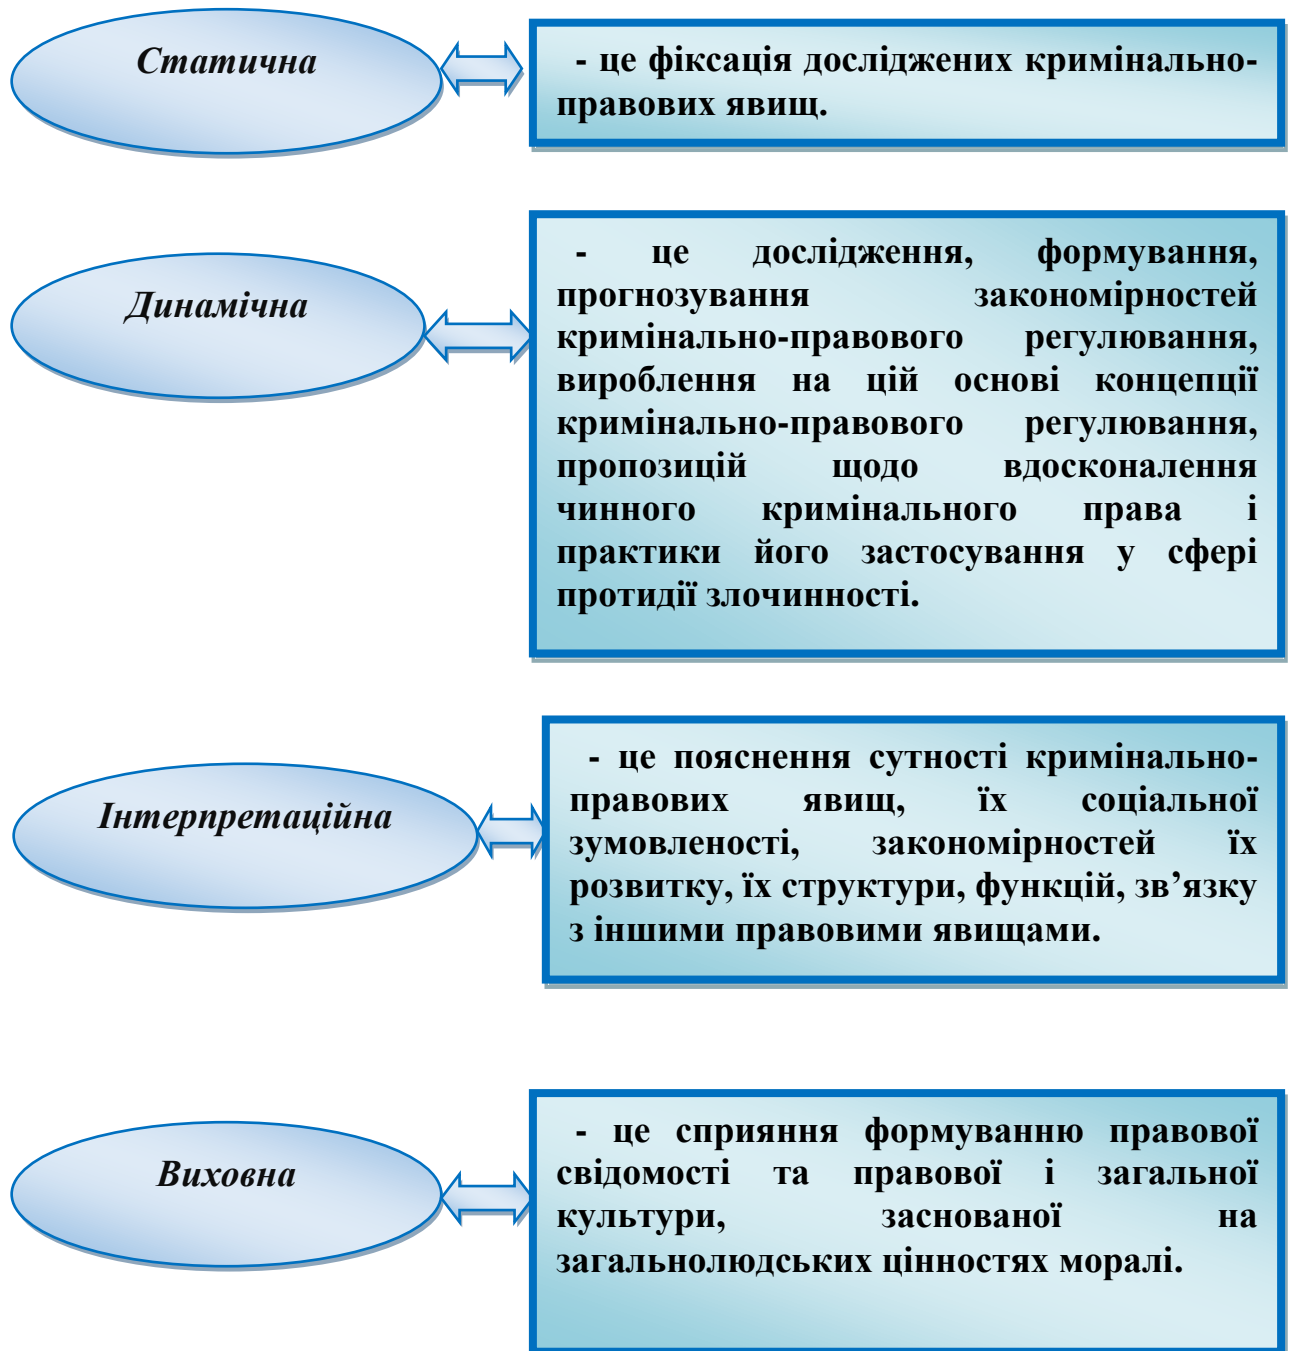 Статична
- це фіксація досліджених кримінально-
правових явищ.
Динамічна
- це дослідження, формування,
прогнозування закономірностей
кримінально-правового регулювання,
вироблення на цій основі концепції
кримінально-правового регулювання,
пропозицій щодо вдосконалення
чинного кримінального права і
практики його застосування у сфері
протидії злочинності.
Інтерпретаційна
- це пояснення сутності кримінально-
правових явищ, їх соціальної
зумовленості, закономірностей їх
розвитку, їх структури, функцій, зв’язку
з іншими правовими явищами.
Виховна
- це сприяння формуванню правової
свідомості та правової і загальної
культури, заснованої на
загальнолюдських цінностях моралі.